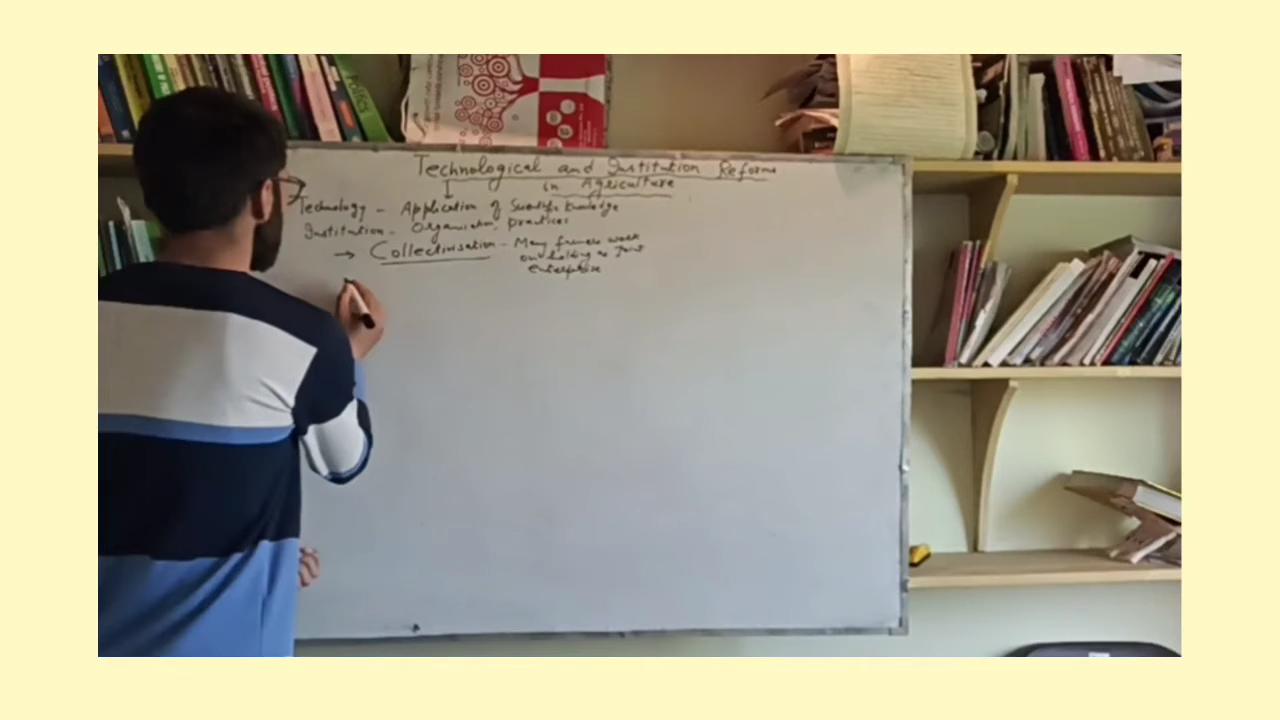 Politics
Technological and Institution Reforms
in Agriculture
Technology - Application of Scientific Knowledge
Institution - Organisation, practices
→ Collectivisation - Many farmers work
holding as Joint
Enterprise